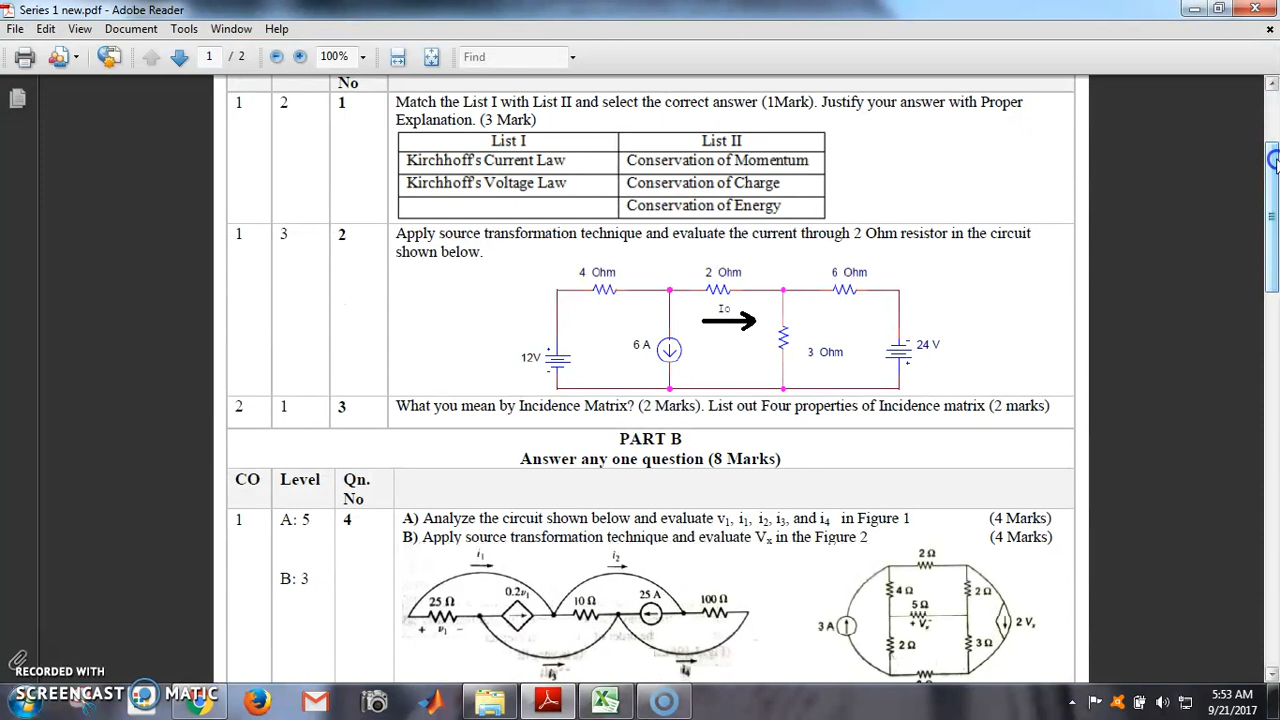 Series 1 new.pdf - Adobe Reader
File Edit View Document Tools Window Help
1 / 2 100% Find
No
1 2 1 Match the List I with List II and select the correct answer (1Mark). Justify your answer with Proper
Explanation. (3 Mark)
List I List II
Kirchhoff's Current Law Conservation of Momentum
Kirchhoff's Voltage Law Conservation of Charge
Conservation of Energy
1 3 2 Apply source transformation technique and evaluate the current through 2 Ohm resistor in the circuit
shown below.
4 Ohm 2 Ohm 6 Ohm
Io
12V 6 A 3 Ohm 24 V
2 1 3 What you mean by Incidence Matrix? (2 Marks). List out Four properties of Incidence matrix (2 marks)
PART B
Answer any one question (8 Marks)
CO Level Qn.
No
1 A: 5 4 A) Analyze the circuit shown below and evaluate v₁, i₁, i₂, i₃, and i₄ in Figure 1 (4 Marks)
B) Apply source transformation technique and evaluate Vₓ in the Figure 2 (4 Marks)
B: 3
i₁ i₂
25 Ω 0.2v₁ 10 Ω 25 A 100 Ω
+ v₁ −
i₃ i₄
2 Ω
4 Ω 2 Ω
5 Ω
3 A + Vₓ - 2 Vₓ
2 Ω 3 Ω
RECORDED WITH
SCREENCAST MATIC
5:53 AM
9/21/2017